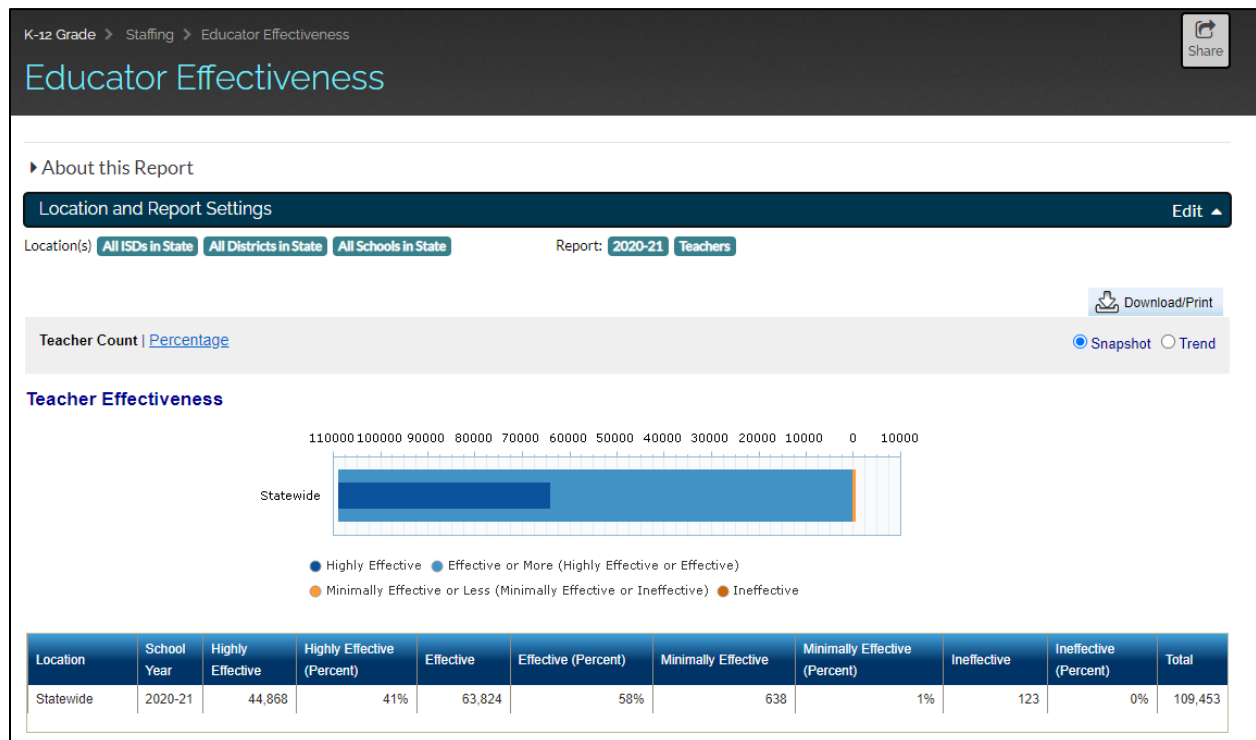 K-12 Grade > Staffing > Educator Effectiveness
Share
Educator Effectiveness
About this Report
Location and Report Settings Edit
Location(s) All ISDs in State All Districts in State All Schools in State Report: 2020-21 Teachers
Download/Print
Teacher Count | Percentage Snapshot Trend
Teacher Effectiveness
110000 100000 90000 80000 70000 60000 50000 40000 30000 20000 10000 0 10000
Statewide
Highly Effective Effective or More (Highly Effective or Effective)
Minimally Effective or Less (Minimally Effective or Ineffective) Ineffective
Location School Year Highly Effective Highly Effective (Percent) Effective Effective (Percent) Minimally Effective Minimally Effective (Percent) Ineffective Ineffective (Percent) Total
Statewide 2020-21 44,868 41% 63,824 58% 638 1% 123 0% 109,453